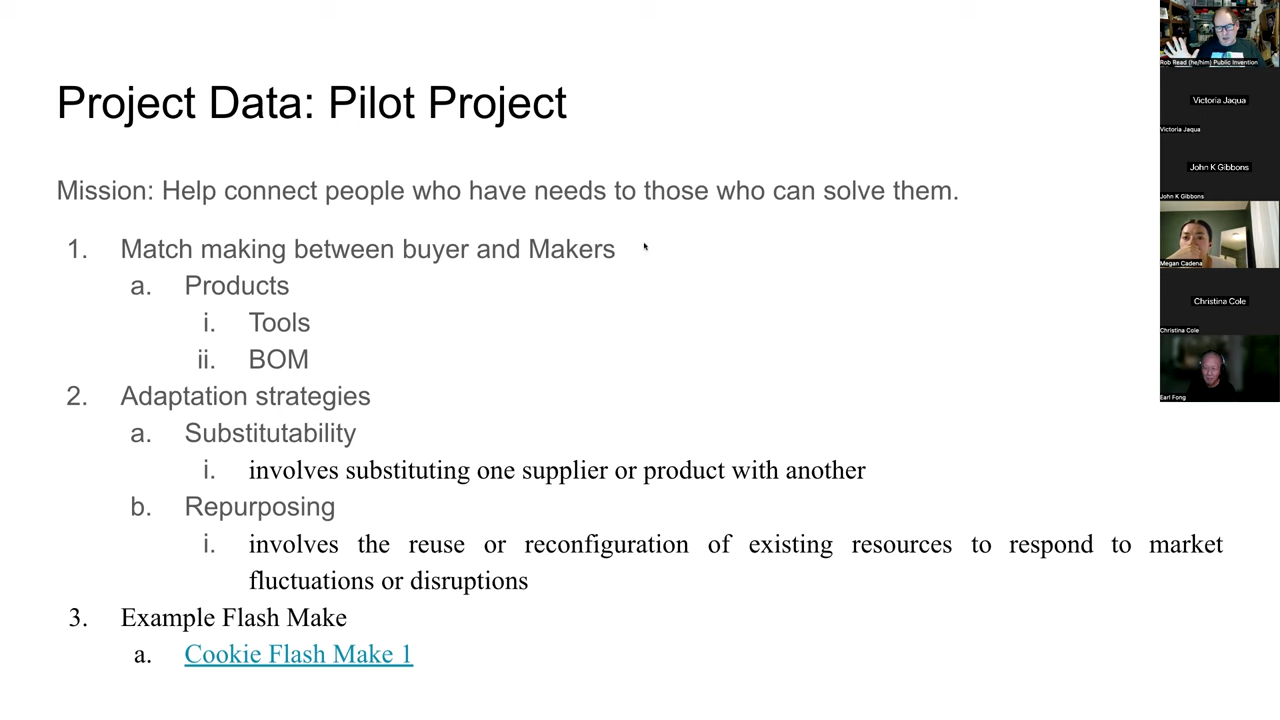 Project Data: Pilot Project
Mission: Help connect people who have needs to those who can solve them.
1. Match making between buyer and Makers
a. Products
i. Tools
ii. BOM
2. Adaptation strategies
a. Substitutability
i. involves substituting one supplier or product with another
b. Repurposing
i. involves the reuse or reconfiguration of existing resources to respond to market
fluctuations or disruptions
3. Example Flash Make
a. Cookie Flash Make 1
Rob Read (he/him) Public Invention
Victoria Jaqua
Victoria Jaqua
John K Gibbons
John K Gibbons
Megan Cadena
Christina Cole
Christina Cole
Earl Fong